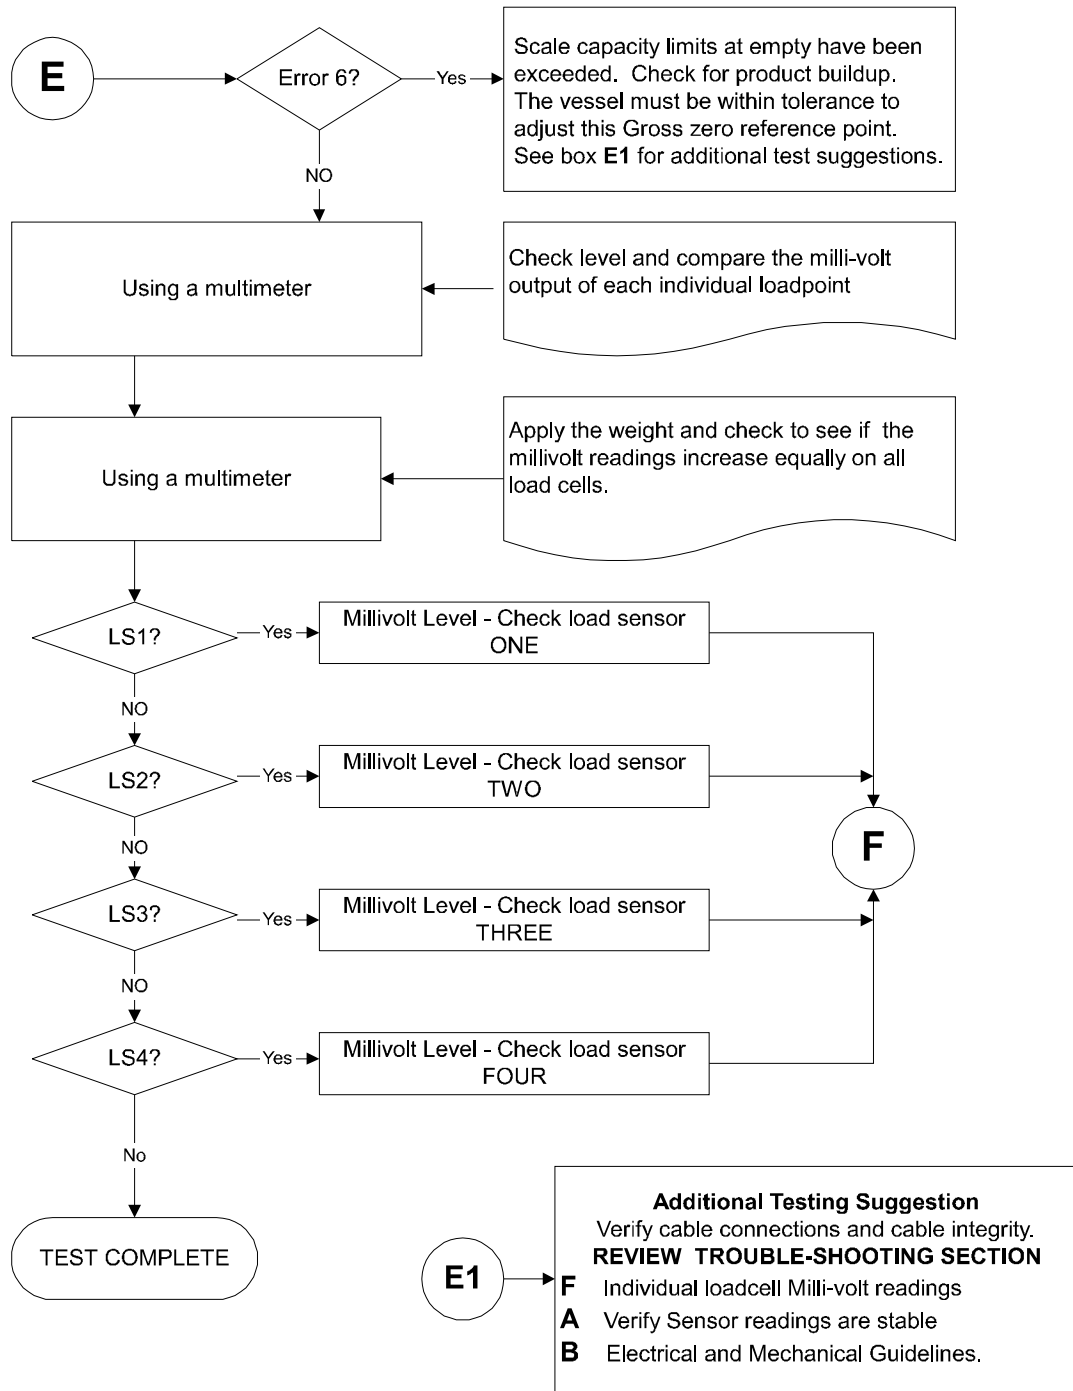 E
Error 6?
Yes
Scale capacity limits at empty have been
exceeded. Check for product buildup.
The vessel must be within tolerance to
adjust this Gross zero reference point.
See box E1 for additional test suggestions.
NO
Using a multimeter
Check level and compare the milli-volt
output of each individual loadpoint
Using a multimeter
Apply the weight and check to see if the
millivolt readings increase equally on all
load cells.
LS1?
Yes
Millivolt Level - Check load sensor
ONE
NO
LS2?
Yes
Millivolt Level - Check load sensor
TWO
F
NO
LS3?
Yes
Millivolt Level - Check load sensor
THREE
NO
LS4?
Yes
Millivolt Level - Check load sensor
FOUR
No
TEST COMPLETE
E1
Additional Testing Suggestion
Verify cable connections and cable integrity.
REVIEW TROUBLE-SHOOTING SECTION
F Individual loadcell Milli-volt readings
A Verify Sensor readings are stable
B Electrical and Mechanical Guidelines.